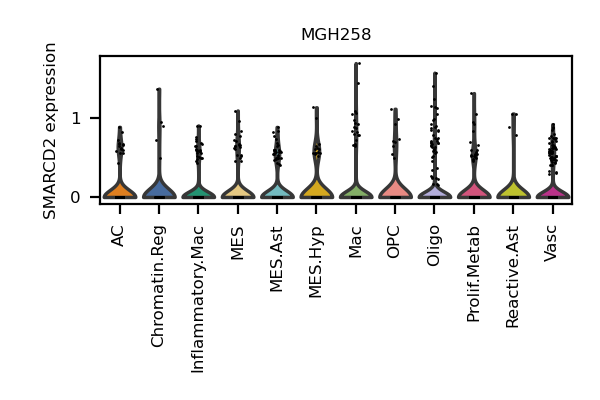 MGH258
SMARCD2 expression
1
0
AC
Chromatin.Reg
Inflammatory.Mac
MES
MES.Ast
MES.Hyp
Mac
OPC
Oligo
Prolif.Metab
Reactive.Ast
Vasc